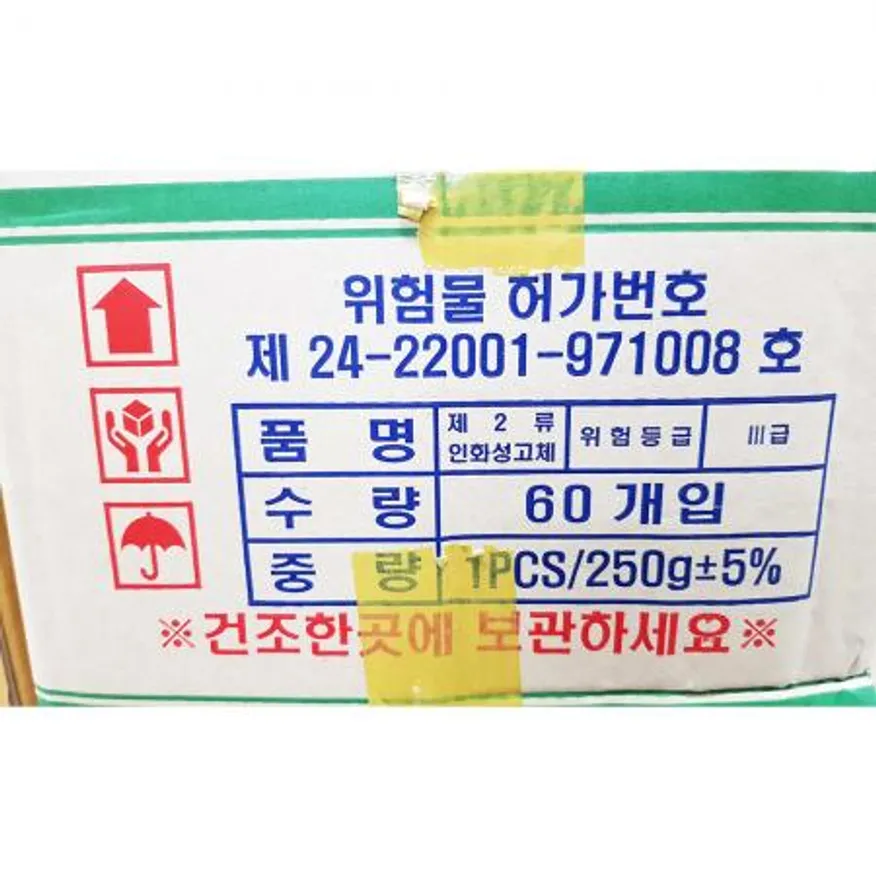 위험물 허가번호
제 24-22001-971008 호
품 명 제 2 류 인화성고체 위험등급 III급
수 량 60 개입
중 량 1PCS/250g±5%
※건조한곳에 보관하세요※